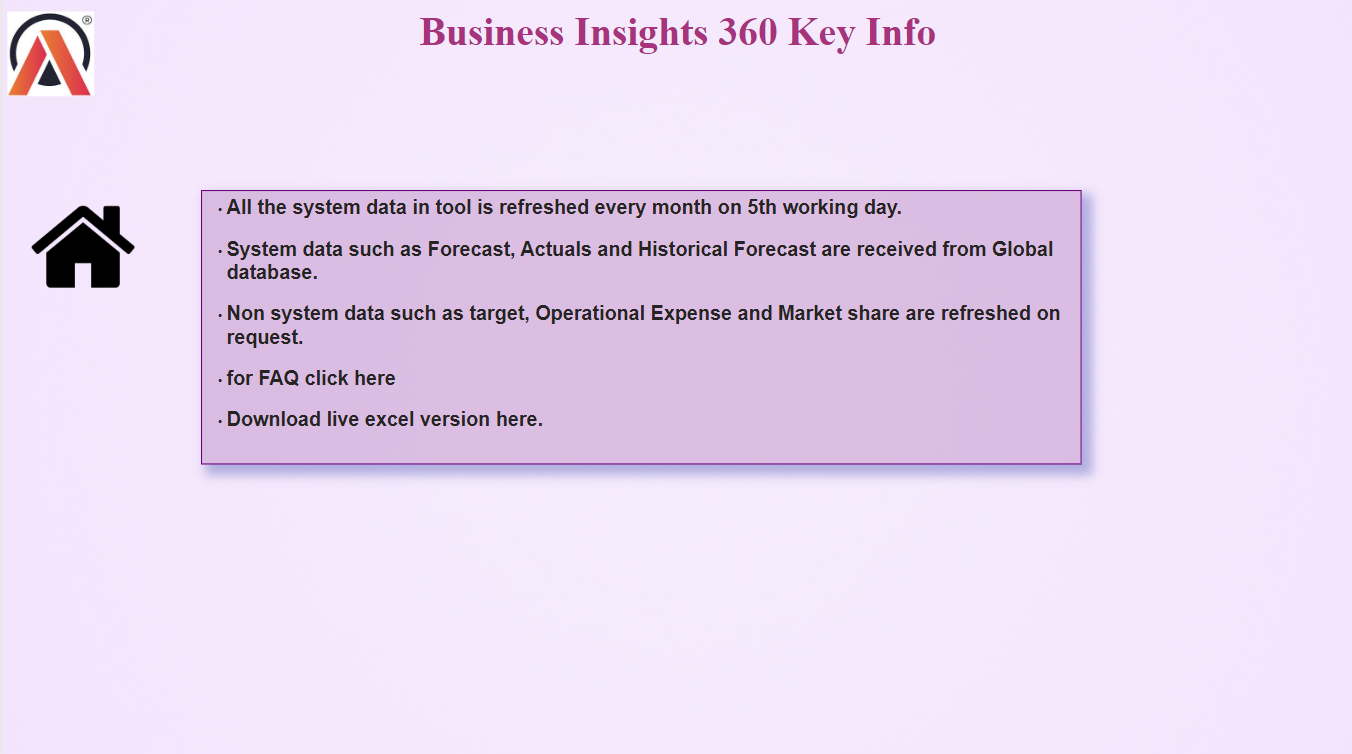 ®
Business Insights 360 Key Info
· All the system data in tool is refreshed every month on 5th working day.
· System data such as Forecast, Actuals and Historical Forecast are received from Global
database.
· Non system data such as target, Operational Expense and Market share are refreshed on
request.
· for FAQ click here
· Download live excel version here.